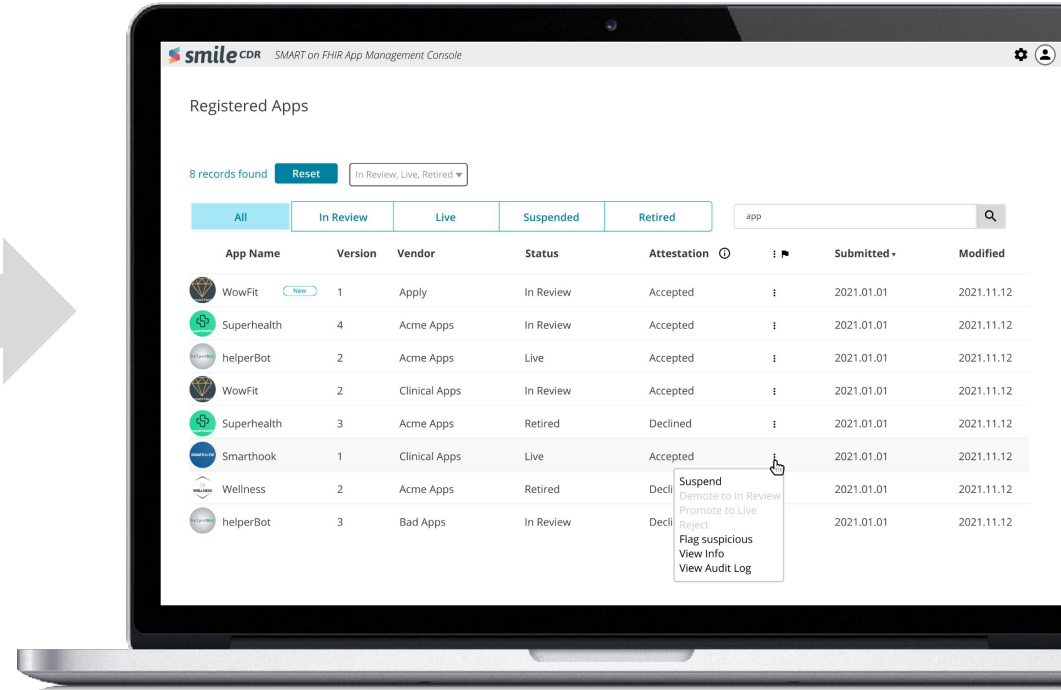 smile CDR SMART on FHIR App Management Console
Registered Apps
8 records found Reset In Review, Live, Retired
All In Review Live Suspended Retired app
App Name Version Vendor Status Attestation Submitted Modified
WowFit New 1 Apply In Review Accepted 2021.01.01 2021.11.12
Superhealth 4 Acme Apps In Review Accepted 2021.01.01 2021.11.12
helperBot helperBot 2 Acme Apps Live Accepted 2021.01.01 2021.11.12
WowFit 2 Clinical Apps In Review Accepted 2021.01.01 2021.11.12
Superhealth 3 Acme Apps Retired Declined 2021.01.01 2021.11.12
Smarthook 1 Clinical Apps Live Accepted 2021.01.01 2021.11.12
WELLNESS Wellness 2 Acme Apps Retired Decli 2021.01.01 2021.11.12
helperBot helperBot 3 Bad Apps In Review Decli 2021.01.01 2021.11.12
Suspend
Demote to In Review
Promote to Live
Reject
Flag suspicious
View Info
View Audit Log